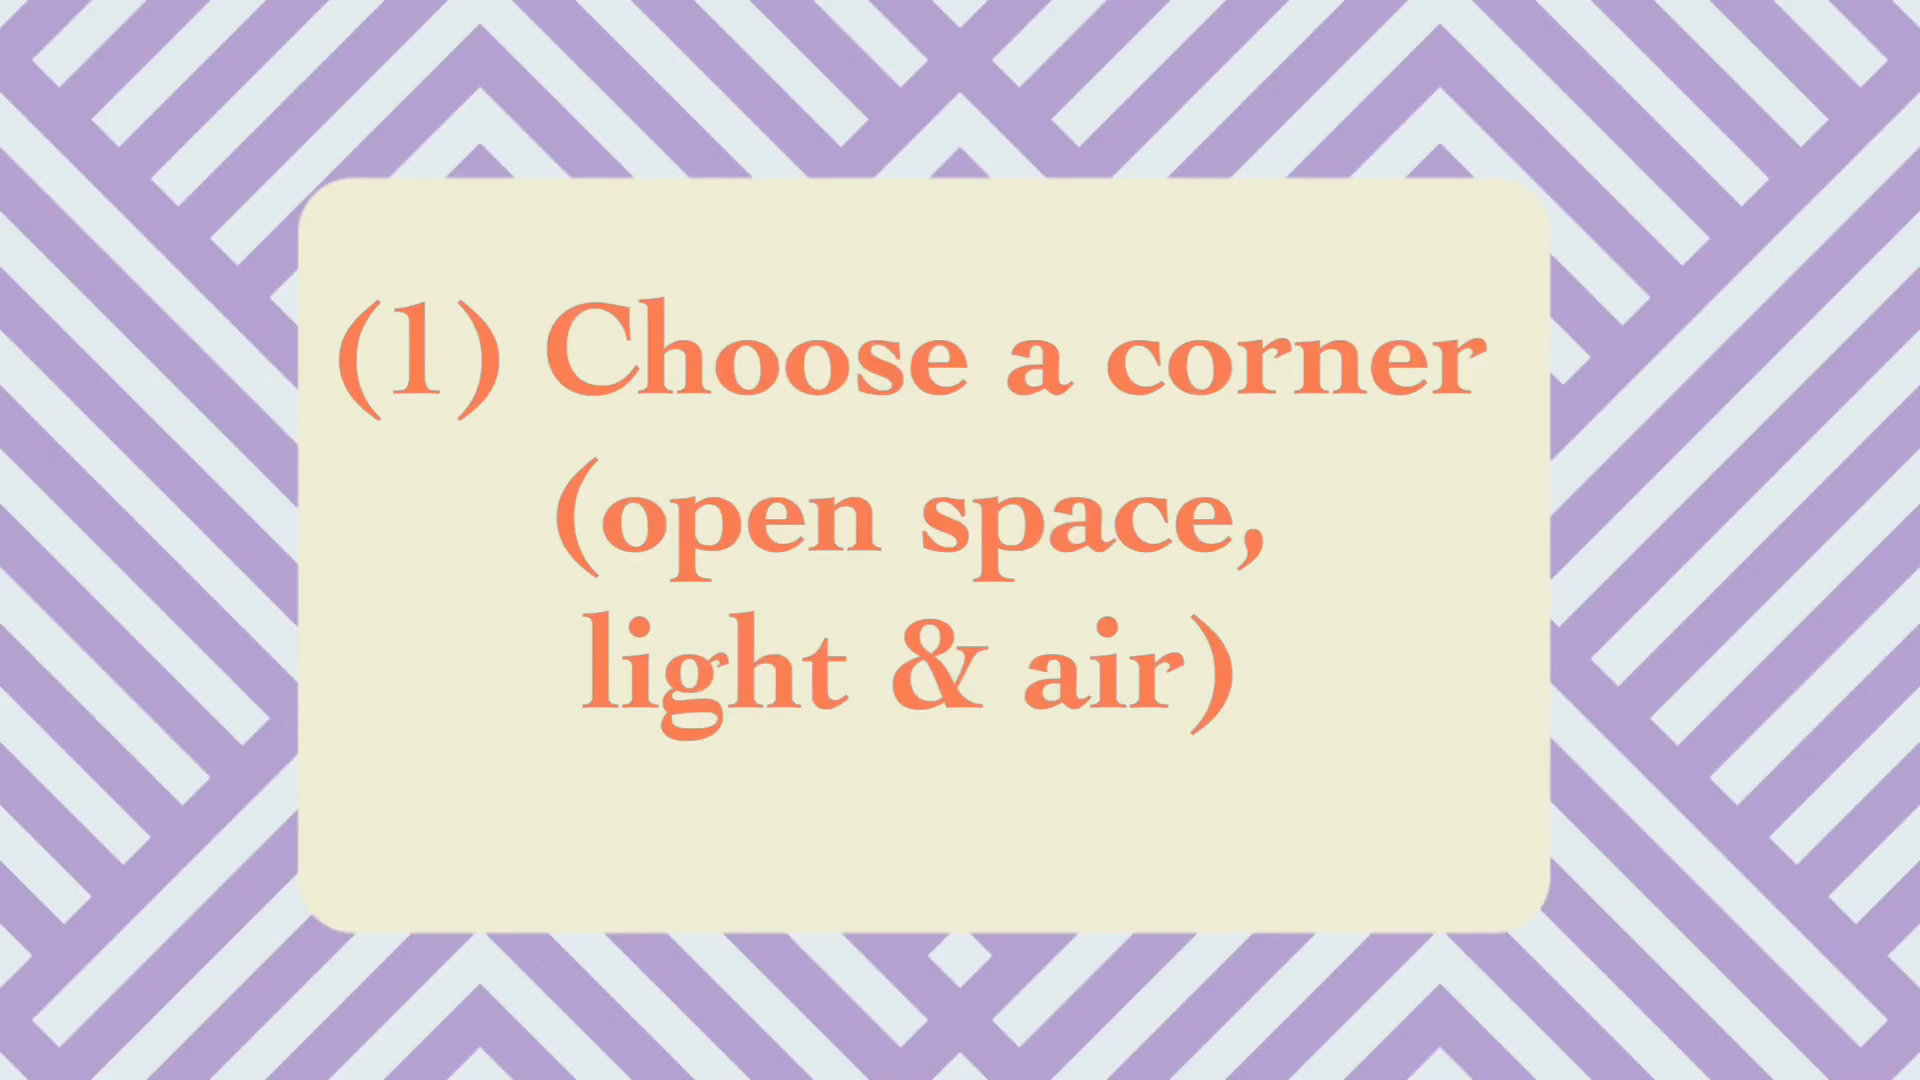 (1) Choose a corner
(open space,
light & air)